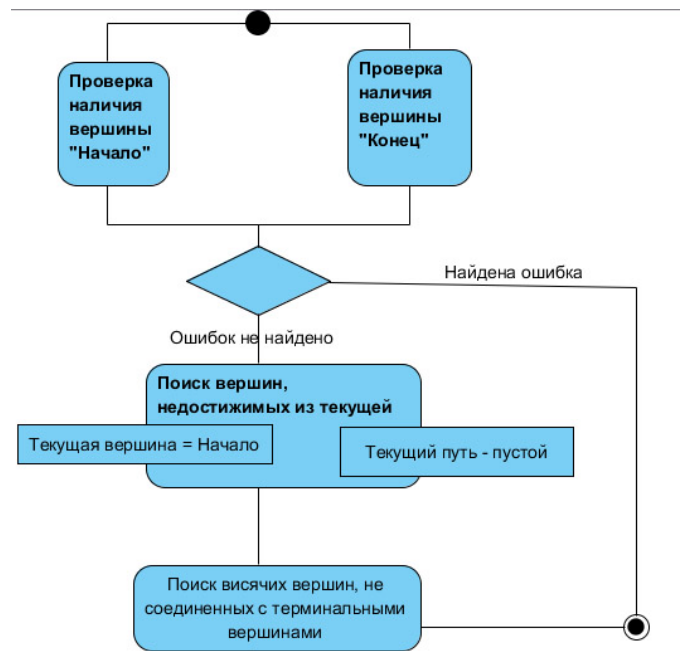 Проверка
наличия
вершины
"Начало"
Проверка
наличия
вершины
"Конец"
Найдена ошибка
Ошибок не найдено
Поиск вершин,
недостижимых из текущей
Текущая вершина = Начало
Текущий путь - пустой
Поиск висячих вершин, не
соединенных с терминальными
вершинами